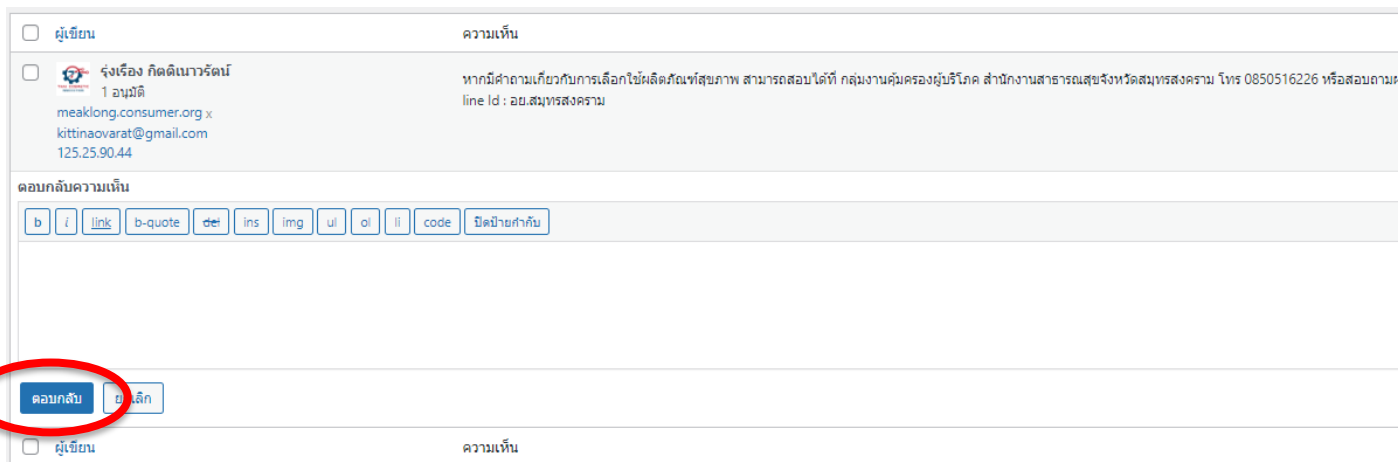 ผู้เขียน ความเห็น
รุ่งเรือง กิตติเนาวรัตน์
1 อนุมัติ
meaklong.consumer.org x
kittinaovarat@gmail.com
125.25.90.44
หากมีคำถามเกี่ยวกับการเลือกใช้ผลิตภัณฑ์สุขภาพ สามารถสอบได้ที่ กลุ่มงานคุ้มครองผู้บริโภค สำนักงานสาธารณสุขจังหวัดสมุทรสงคราม โทร 0850516226 หรือสอบถามผ
line Id : อย.สมุทรสงคราม
ตอบกลับความเห็น
b i link b-quote del ins img ul ol li code ปิดป้ายกำกับ
ตอบกลับ
ผู้เขียน ความเห็น